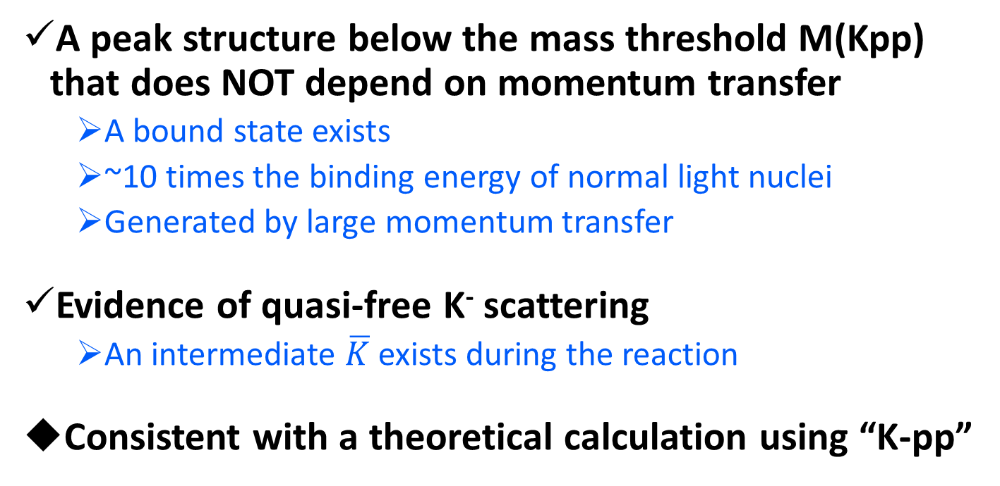 ✓A peak structure below the mass threshold M(Kpp)
that does NOT depend on momentum transfer
➢A bound state exists
➢~10 times the binding energy of normal light nuclei
➢Generated by large momentum transfer
✓Evidence of quasi-free K⁻ scattering
➢An intermediate K̅ exists during the reaction
◆Consistent with a theoretical calculation using “K-pp”